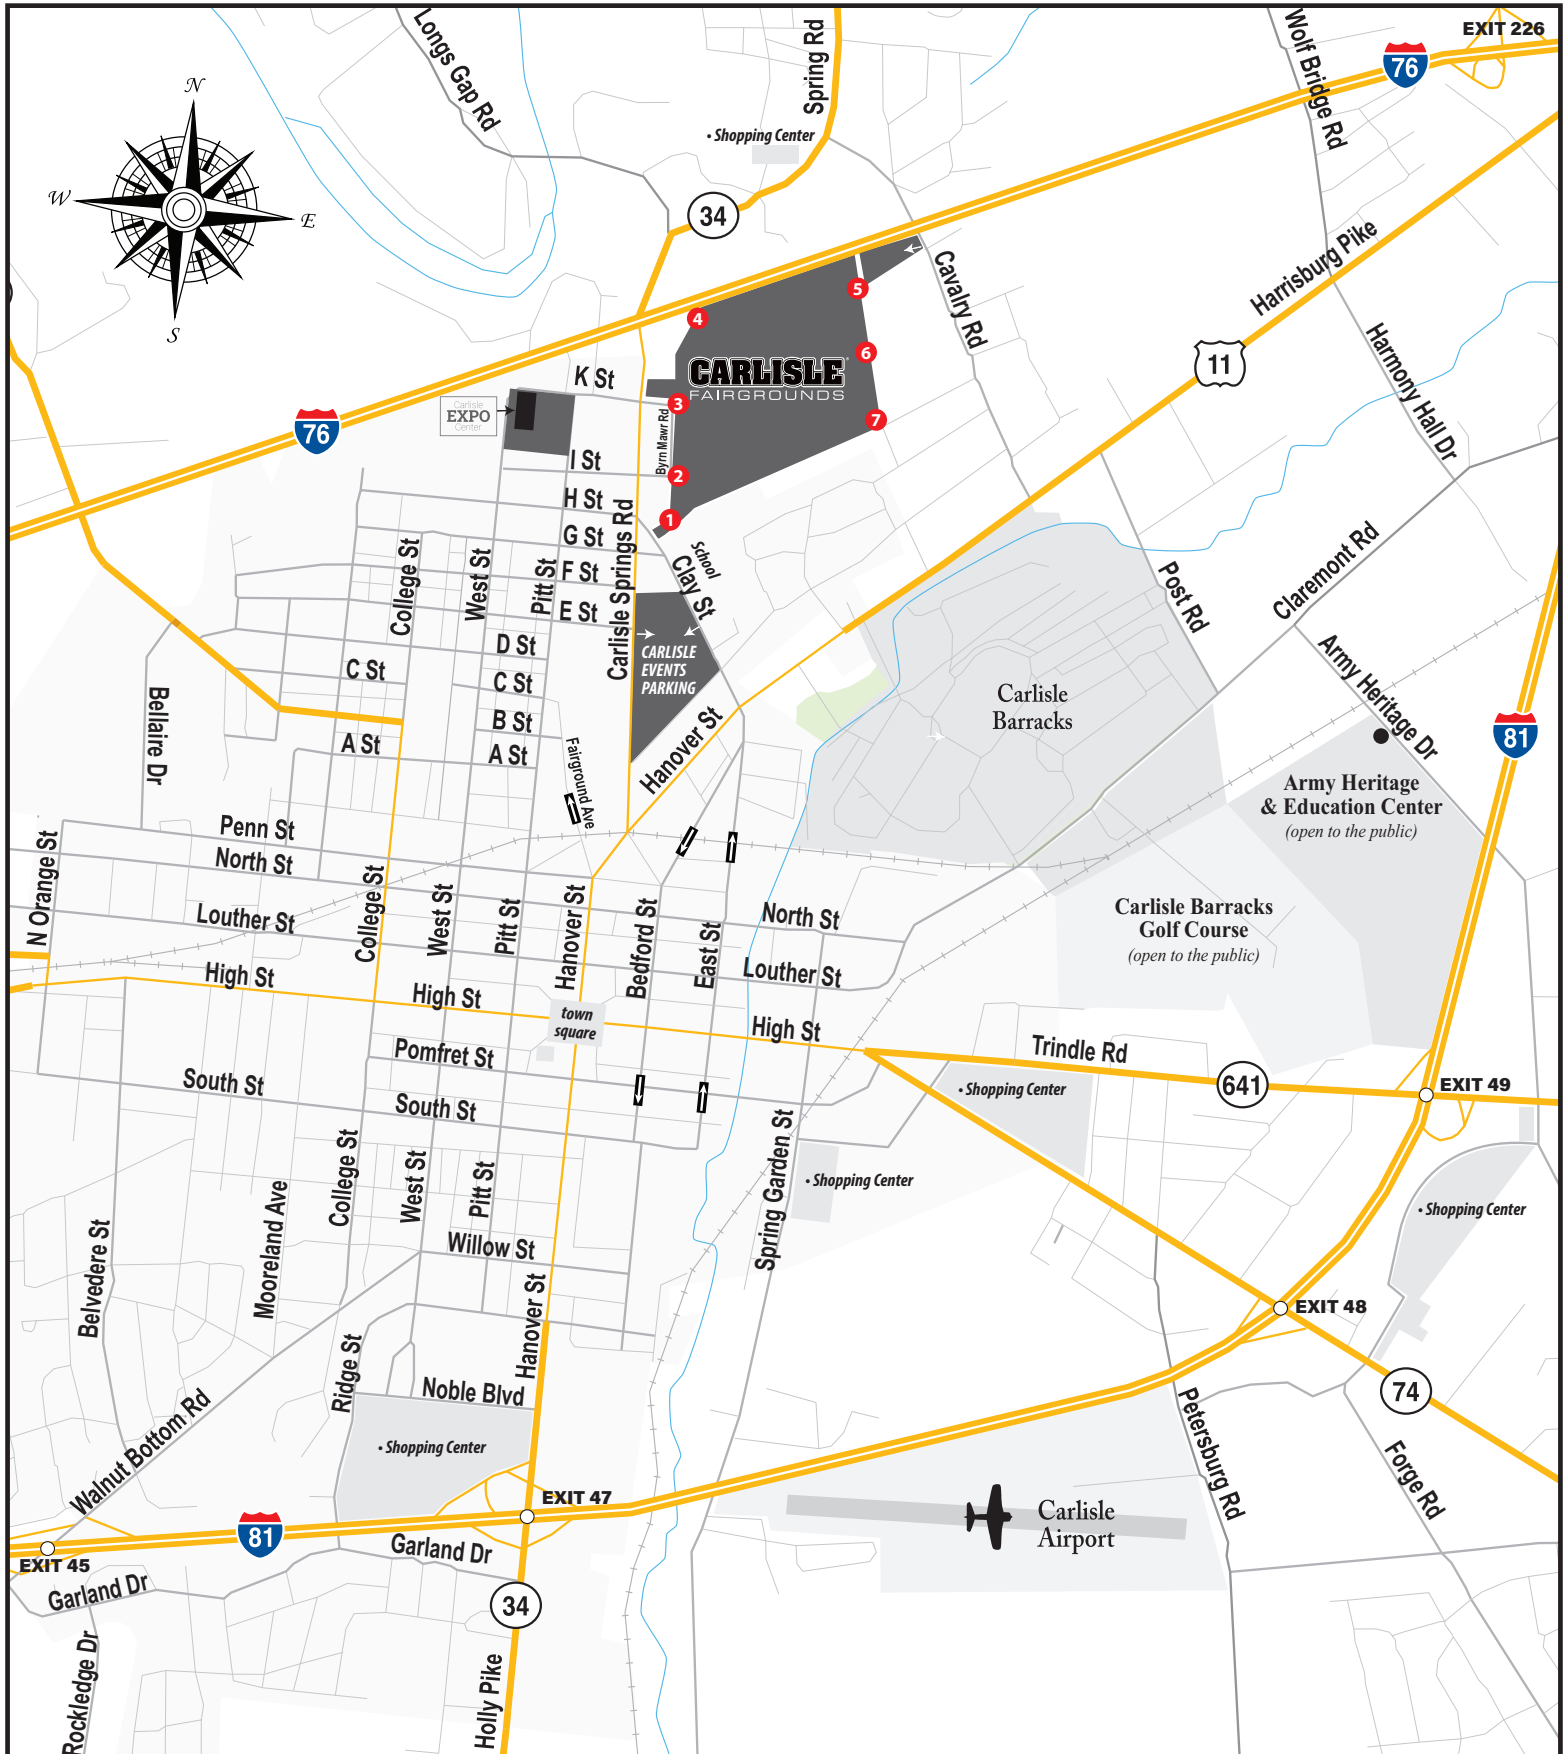 Longs Gap Rd
Spring Rd
Wolf Bridge Rd
EXIT 226
76
N
W
E
S
• Shopping Center
34
Cavalry Rd
Harrisburg Pike
11
Harmony Hall Dr
5
4
6
CARLISLE
FAIRGROUNDS
7
3
2
1
K St
Byrn Mawr Rd
Carlisle
EXPO
Center
76
I St
H St
G St
F St
E St
D St
C St
C St
B St
A St
A St
College St
West St
Pitt St
Carlisle Springs Rd
School
Clay St
CARLISLE
EVENTS
PARKING
Hanover St
Fairground Ave
Bellaire Dr
Post Rd
Claremont Rd
Army Heritage Dr
81
Carlisle
Barracks
Army Heritage
& Education Center
(open to the public)
Carlisle Barracks
Golf Course
(open to the public)
Penn St
North St
N Orange St
Louther St
College St
West St
Pitt St
Hanover St
Bedford St
East St
North St
Louther St
High St
High St
town
square
High St
Trindle Rd
641
EXIT 49
Pomfret St
South St
South St
• Shopping Center
• Shopping Center
• Shopping Center
Spring Garden St
College St
West St
Pitt St
Mooreland Ave
Belvedere St
Willow St
Hanover St
EXIT 48
74
Ridge St
Noble Blvd
Walnut Bottom Rd
• Shopping Center
Petersburg Rd
Forge Rd
EXIT 47
81
EXIT 45
Garland Dr
Garland Dr
Carlisle
Airport
34
Rockledge Dr
Holly Pike